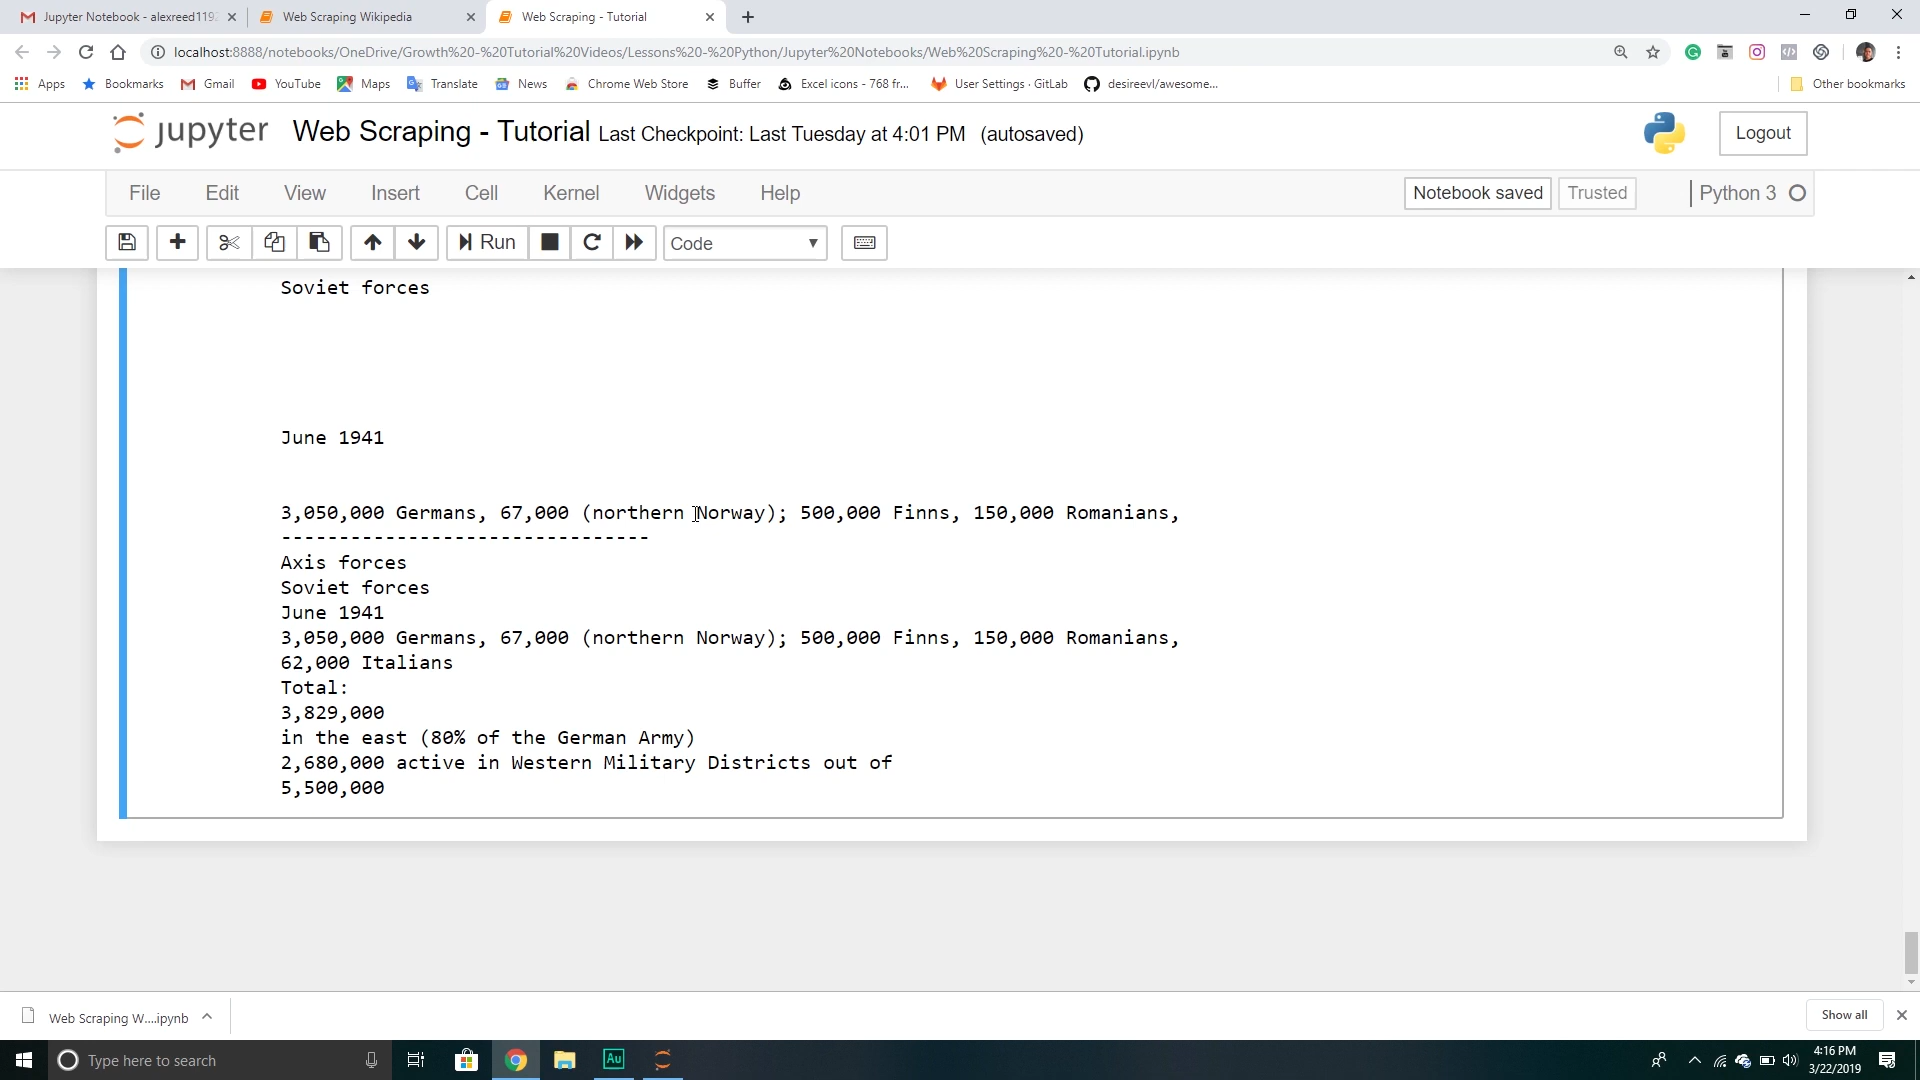 Jupyter Notebook - alexreed119
Web Scraping Wikipedia
Web Scraping - Tutorial
localhost:8888/notebooks/OneDrive/Growth%20-%20Tutorial%20Videos/Lessons%20-%20Python/Jupyter%20Notebooks/Web%20Scraping%20-%20Tutorial.ipynb
Apps Bookmarks Gmail YouTube Maps Translate News Chrome Web Store Buffer Excel icons - 768 fr... User Settings · GitLab desireevl/awesome... Other bookmarks
jupyter Web Scraping - Tutorial Last Checkpoint: Last Tuesday at 4:01 PM (autosaved) Logout
File Edit View Insert Cell Kernel Widgets Help Notebook saved Trusted Python 3
Run Code
Soviet forces
June 1941
3,050,000 Germans, 67,000 (northern Norway); 500,000 Finns, 150,000 Romanians,
--------------------------------
Axis forces
Soviet forces
June 1941
3,050,000 Germans, 67,000 (northern Norway); 500,000 Finns, 150,000 Romanians,
62,000 Italians
Total:
3,829,000
in the east (80% of the German Army)
2,680,000 active in Western Military Districts out of
5,500,000
Web Scraping W....ipynb Show all
Type here to search Au 4:16 PM
3/22/2019